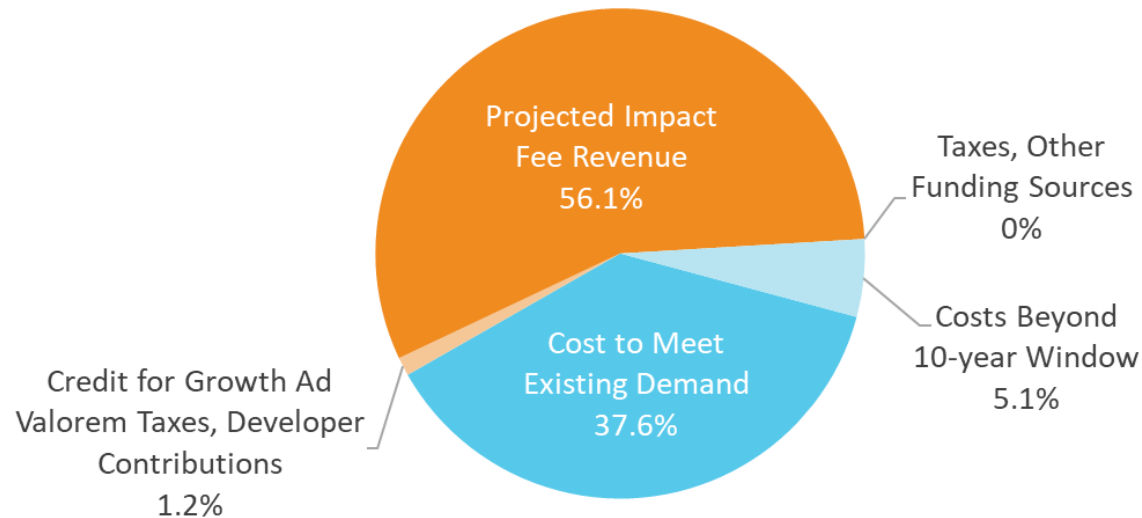 Projected Impact
Fee Revenue
56.1%
Taxes, Other
Funding Sources
0%
Costs Beyond
10-year Window
5.1%
Cost to Meet
Existing Demand
37.6%
Credit for Growth Ad
Valorem Taxes, Developer
Contributions
1.2%